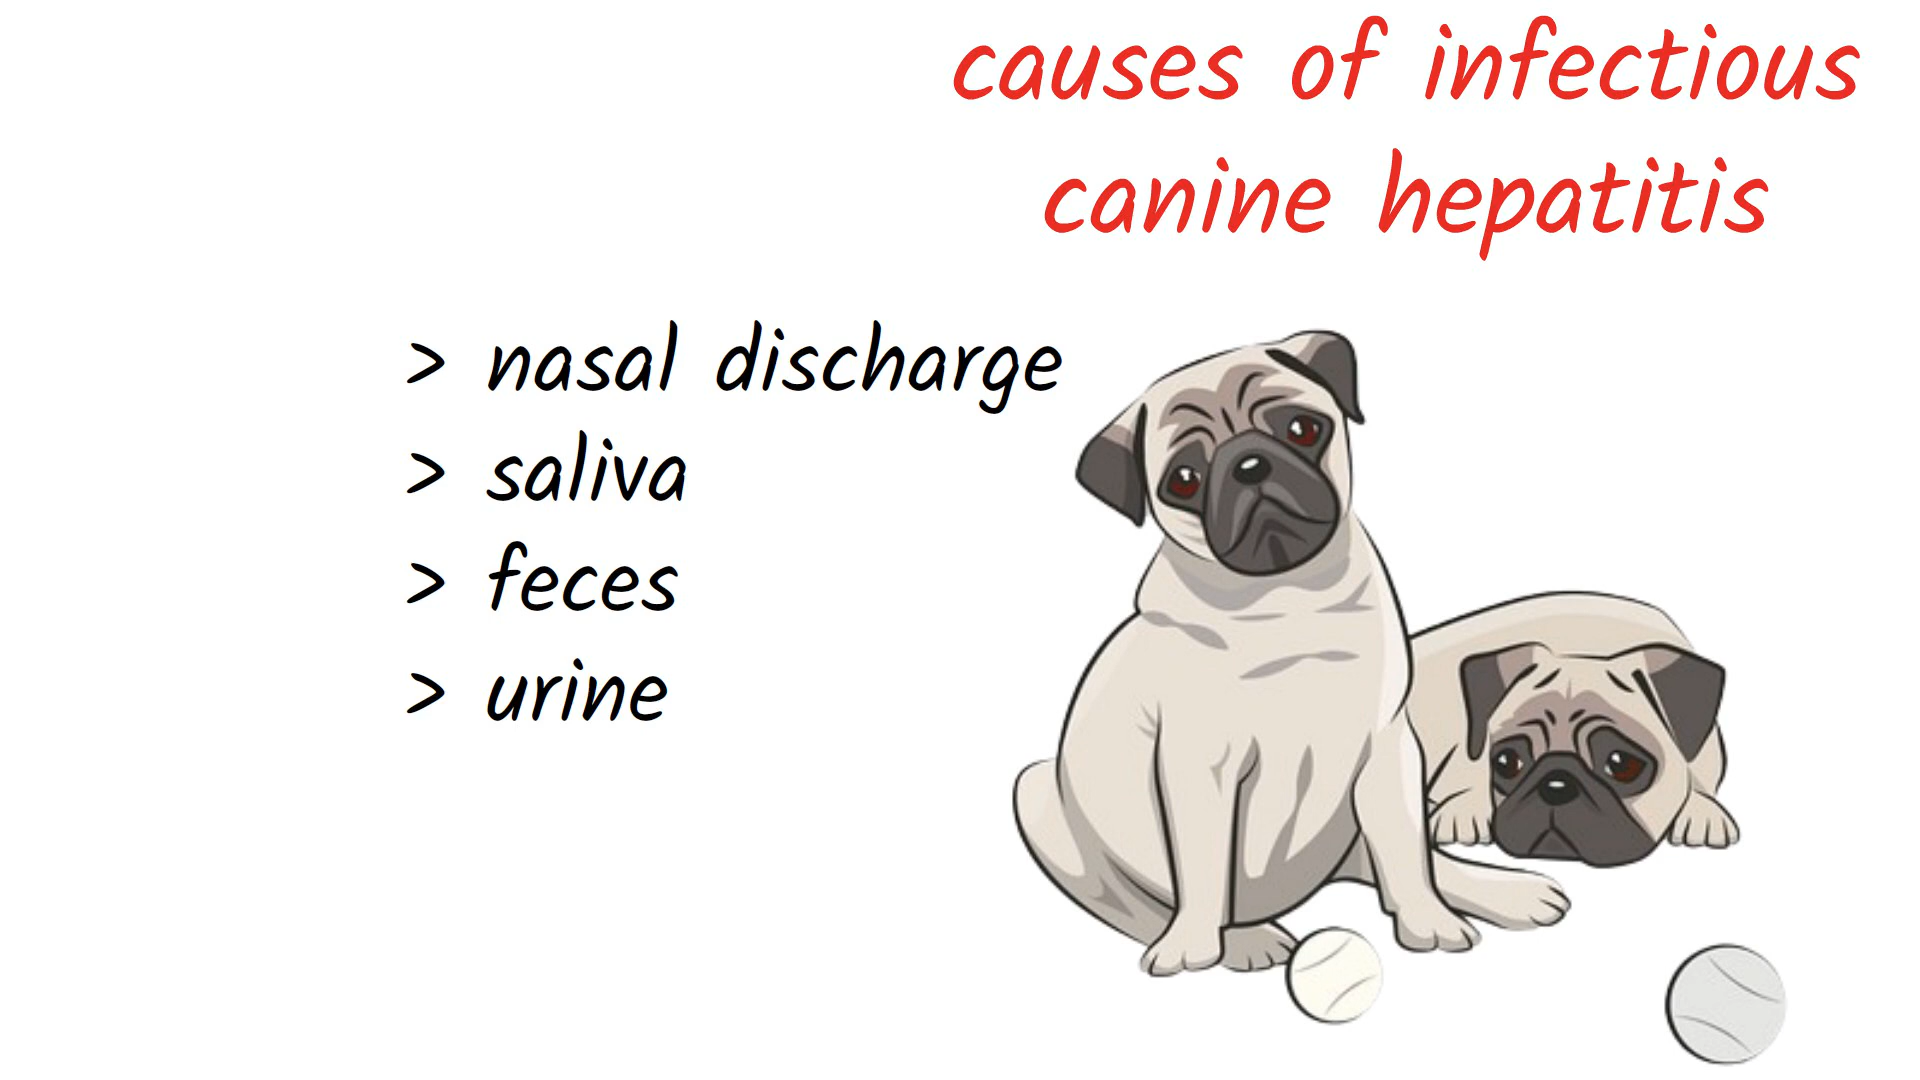 causes of infectious
canine hepatitis
> nasal discharge
> saliva
> feces
> urine